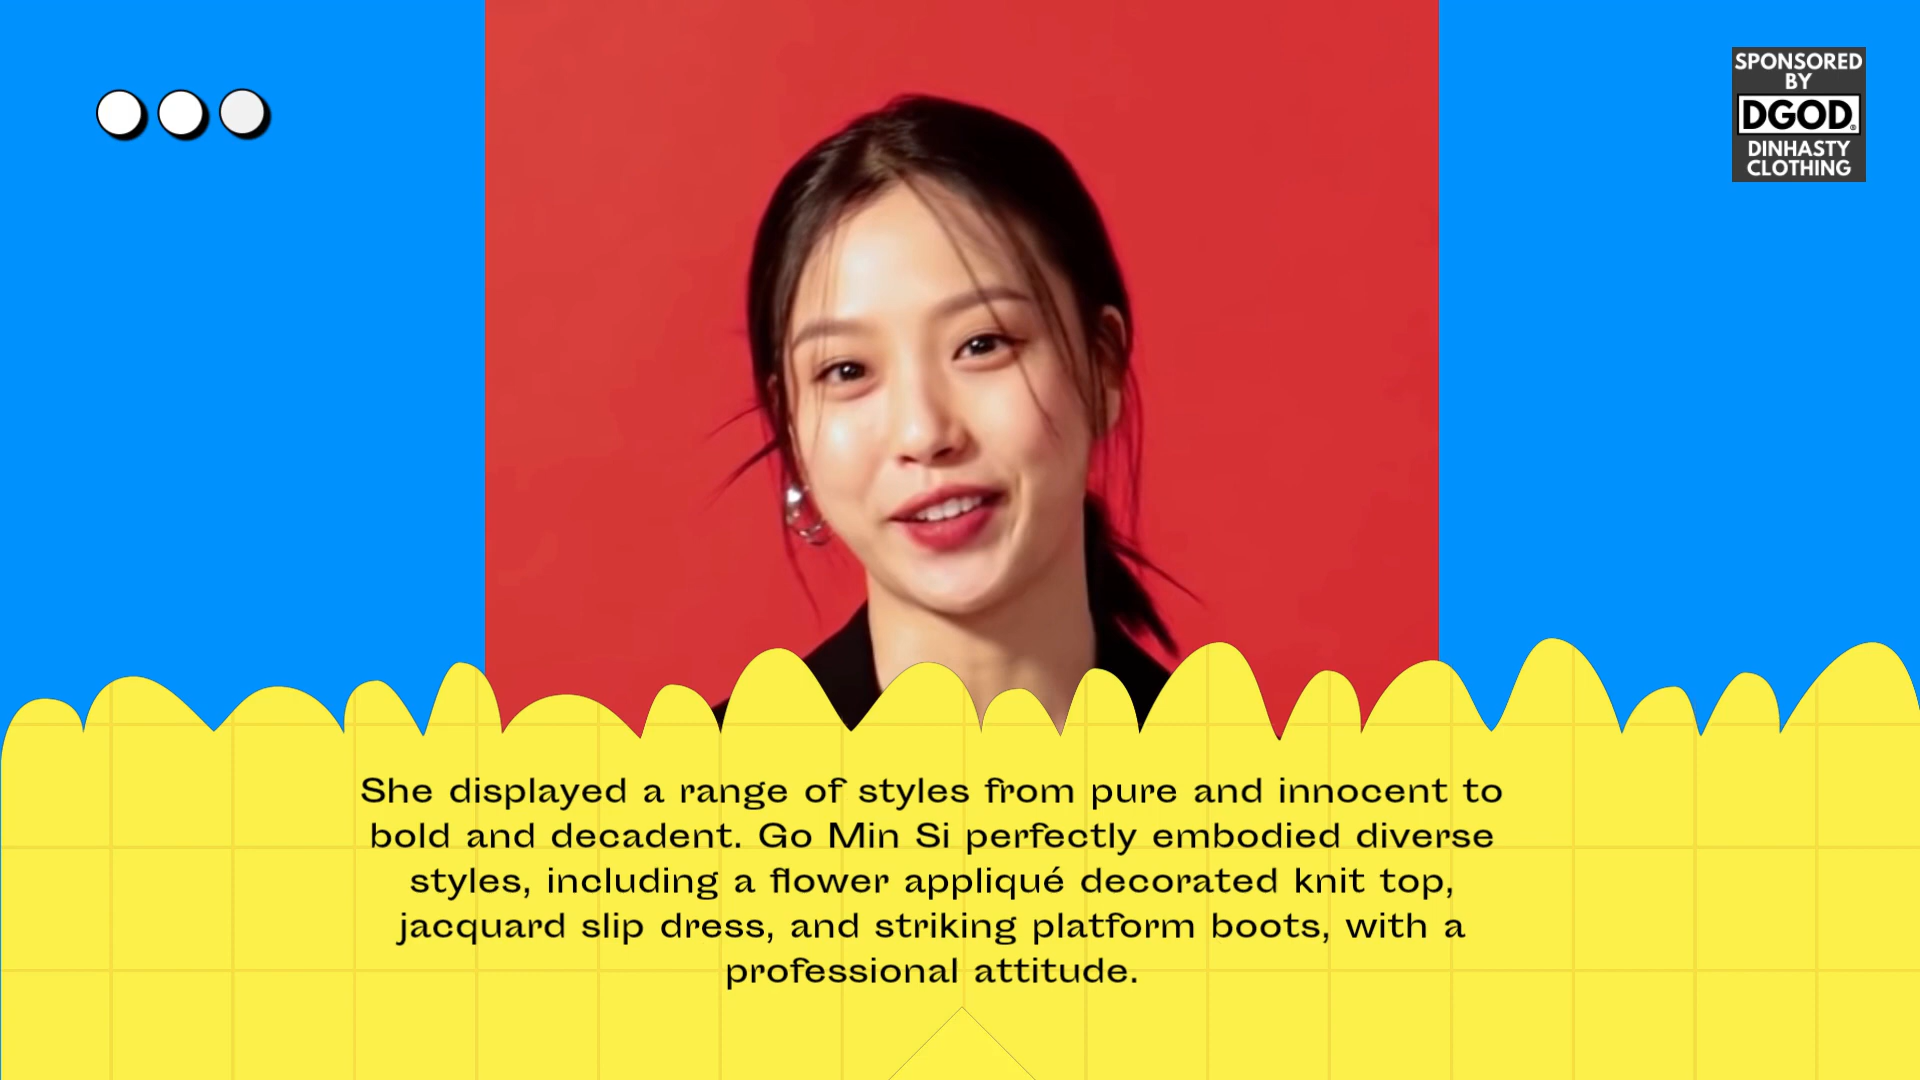 SPONSORED
BY
DGOD®
DINHASTY
CLOTHING
She displayed a range of styles from pure and innocent to
bold and decadent. Go Min Si perfectly embodied diverse
styles, including a flower appliqué decorated knit top,
jacquard slip dress, and striking platform boots, with a
professional attitude.